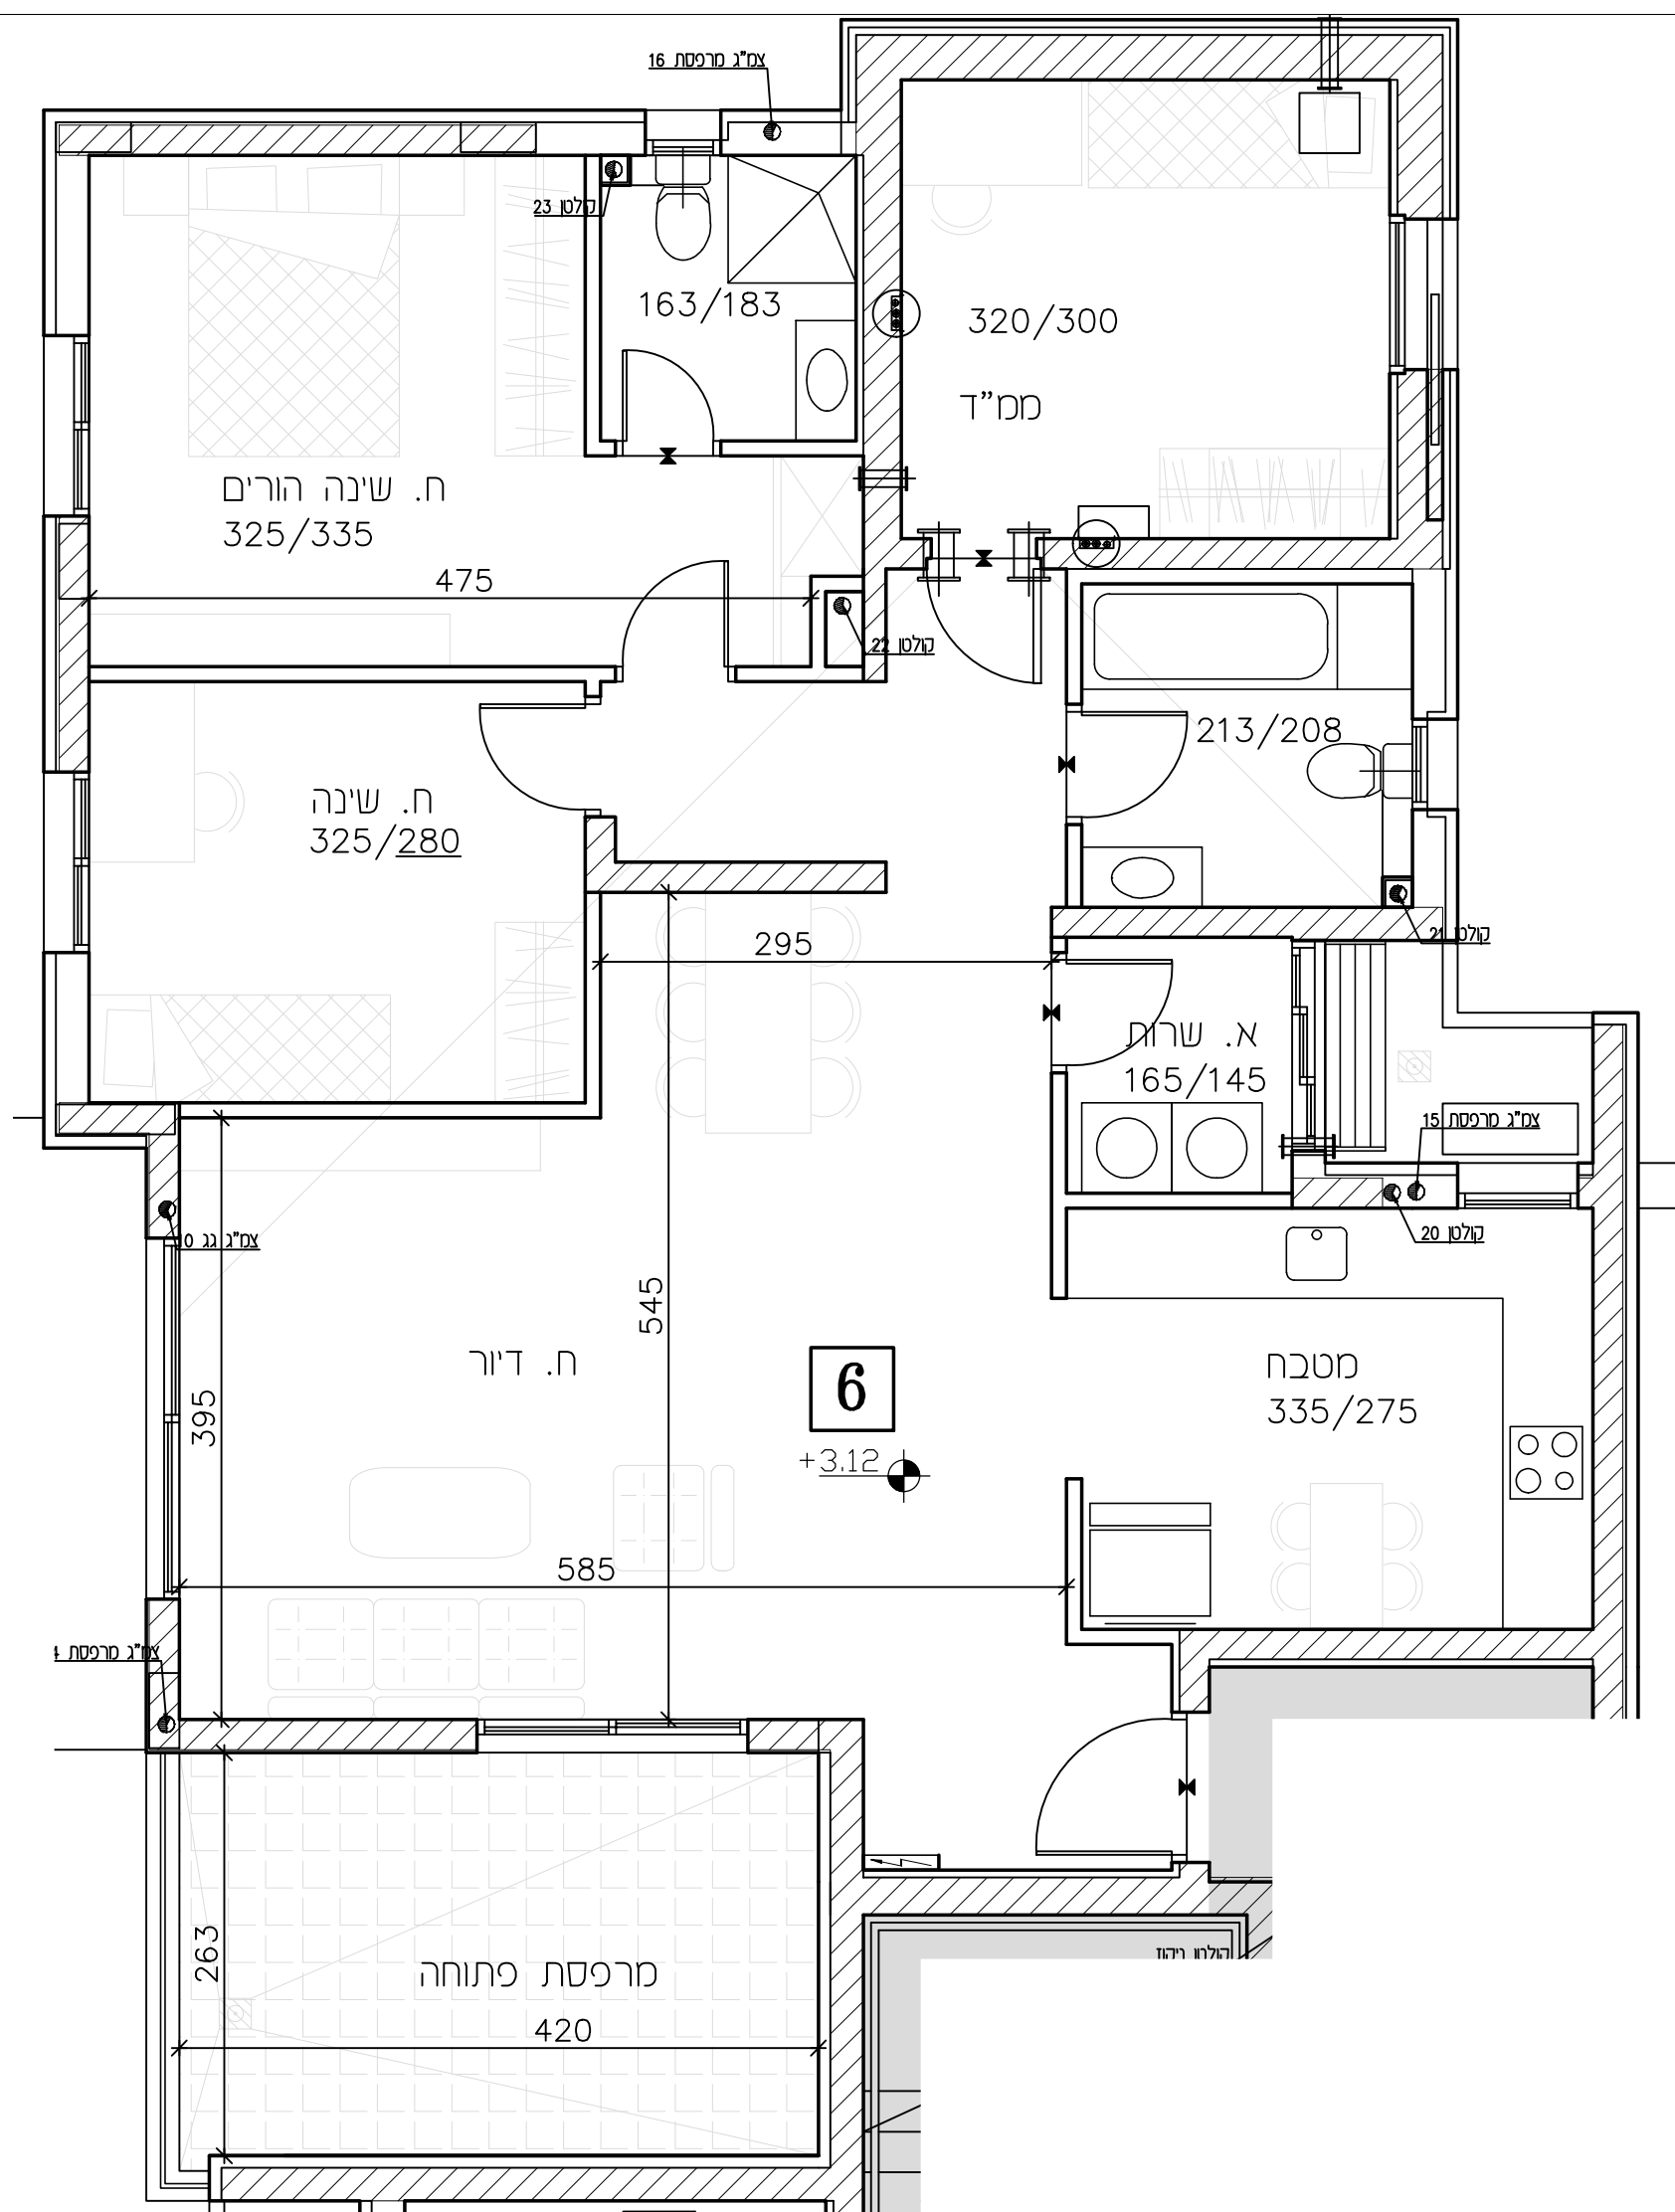 צמ"ג מרפסת 16
קולטן 23
163/183
320/300
ממ"ד
ח. שינה הורים
325/335
475
קולטן 22
213/208
ח. שינה
325/280
קולטן 21
295
א. שרות
165/145
צמ"ג מרפסת 15
קולטן 20
צמ"ג גג
545
ח. דיור
395
6
+3.12
מטבח
335/275
585
צמ"ג מרפסת
263
מרפסת פתוחה
420
קולטן ניקוז